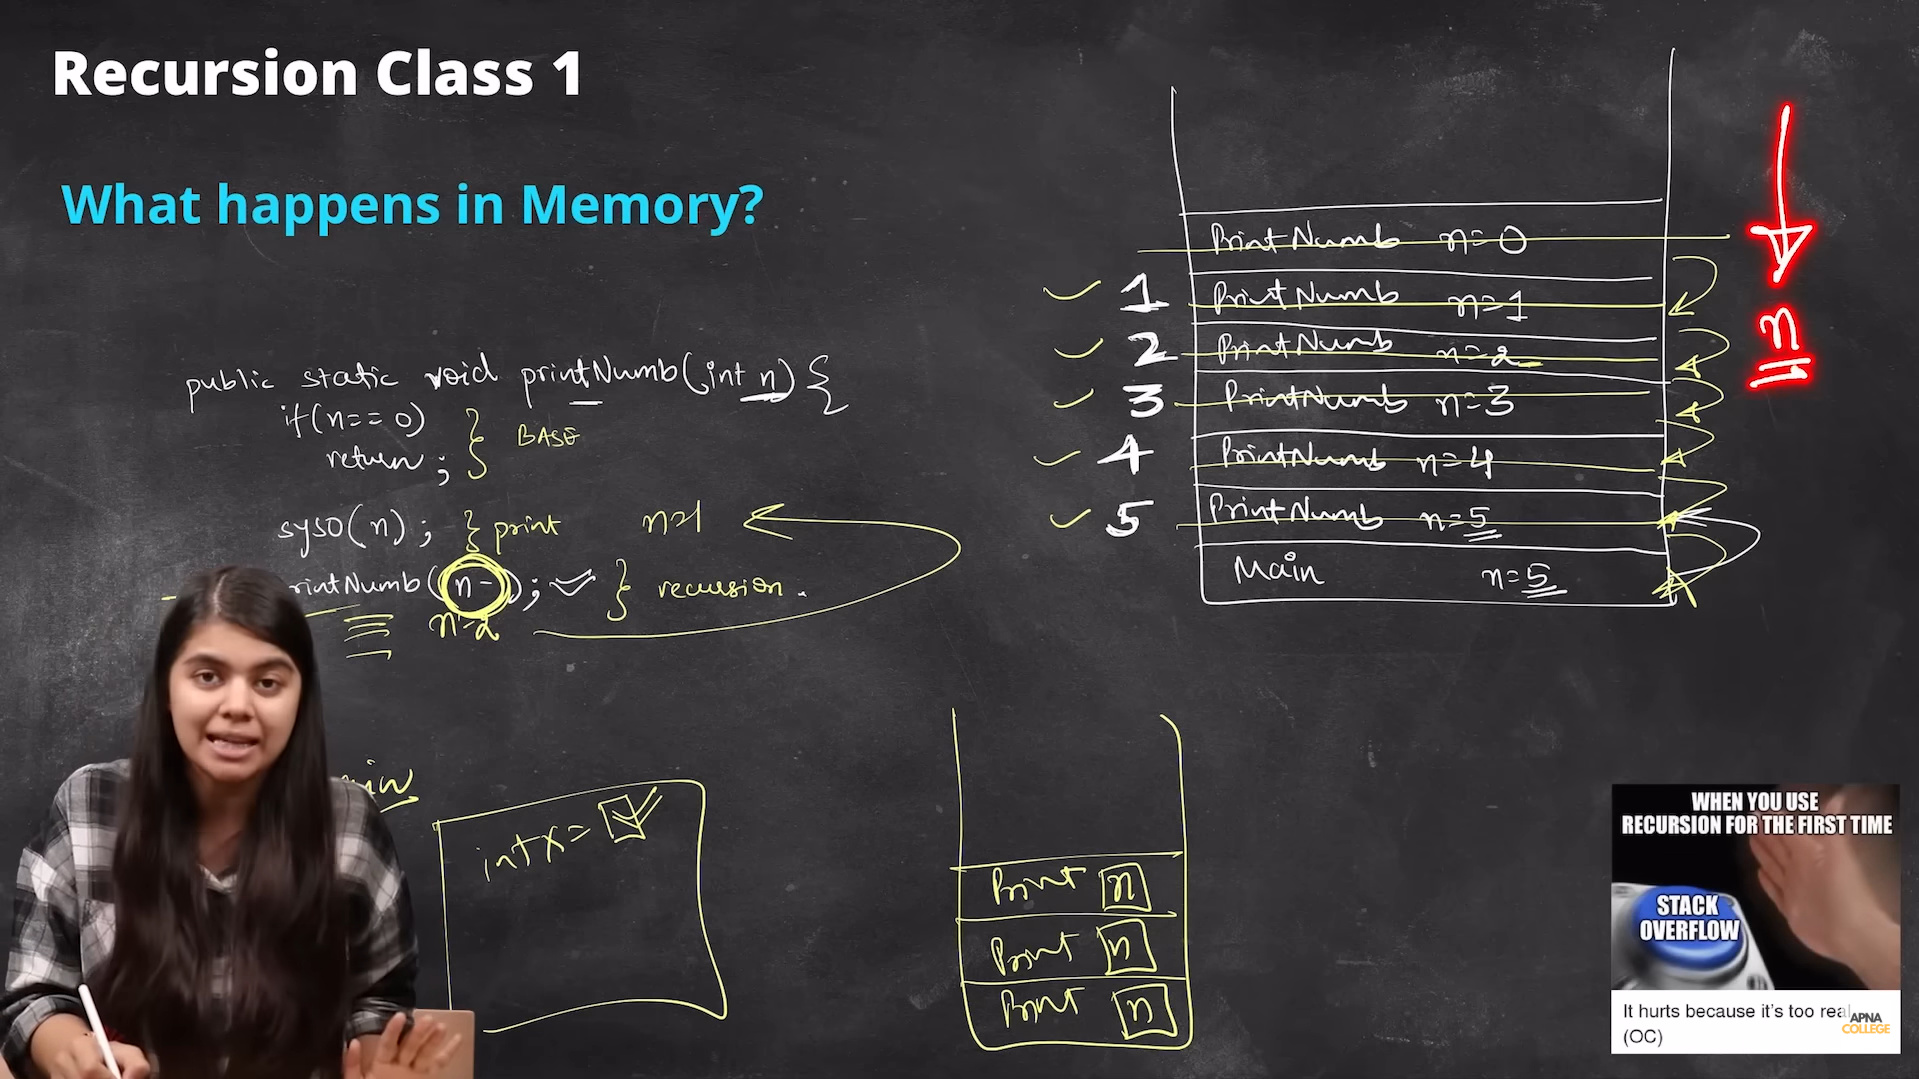 Recursion Class 1
What happens in Memory?
public static void printNumb(int n) {
if(n==0)
return;
} BASE
syso(n); } print
n=1
rintNumb(n-); } recursion.
n-2
int x=
PrintNumb n=0
1 PrintNumb n=1
2 PrintNumb n=2
3 PrintNumb n=3
4 PrintNumb n=4
5 PrintNumb n=5
Main n=5
n
Print n
Print n
Print n
WHEN YOU USE
RECURSION FOR THE FIRST TIME
STACK
OVERFLOW
It hurts because it's too real
(OC)
APNA
COLLEGE